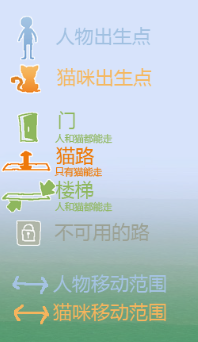 人物出生点
猫咪出生点
门
人和猫都能走
猫路
只有猫能走
楼梯
人和猫都能走
不可用的路
人物移动范围
猫咪移动范围